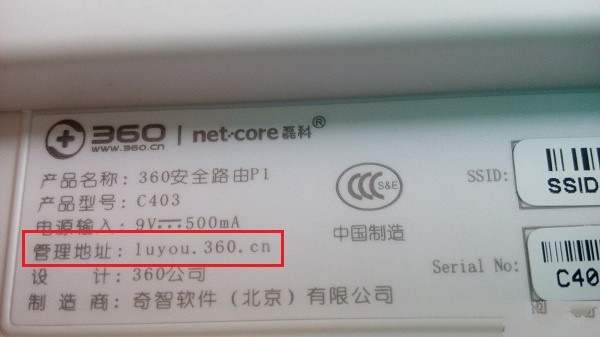 360 | net-core磊科®
www.360.cn
产品名称: 360安全路由P1
产品型号: C403
电源输入: 9V⎓500mA
管理地址: luyou.360.cn
设 计: 360公司
制 造 商: 奇智软件（北京）有限公司
S&E
中国制造
SSID:
SSID
Serial No:
C40